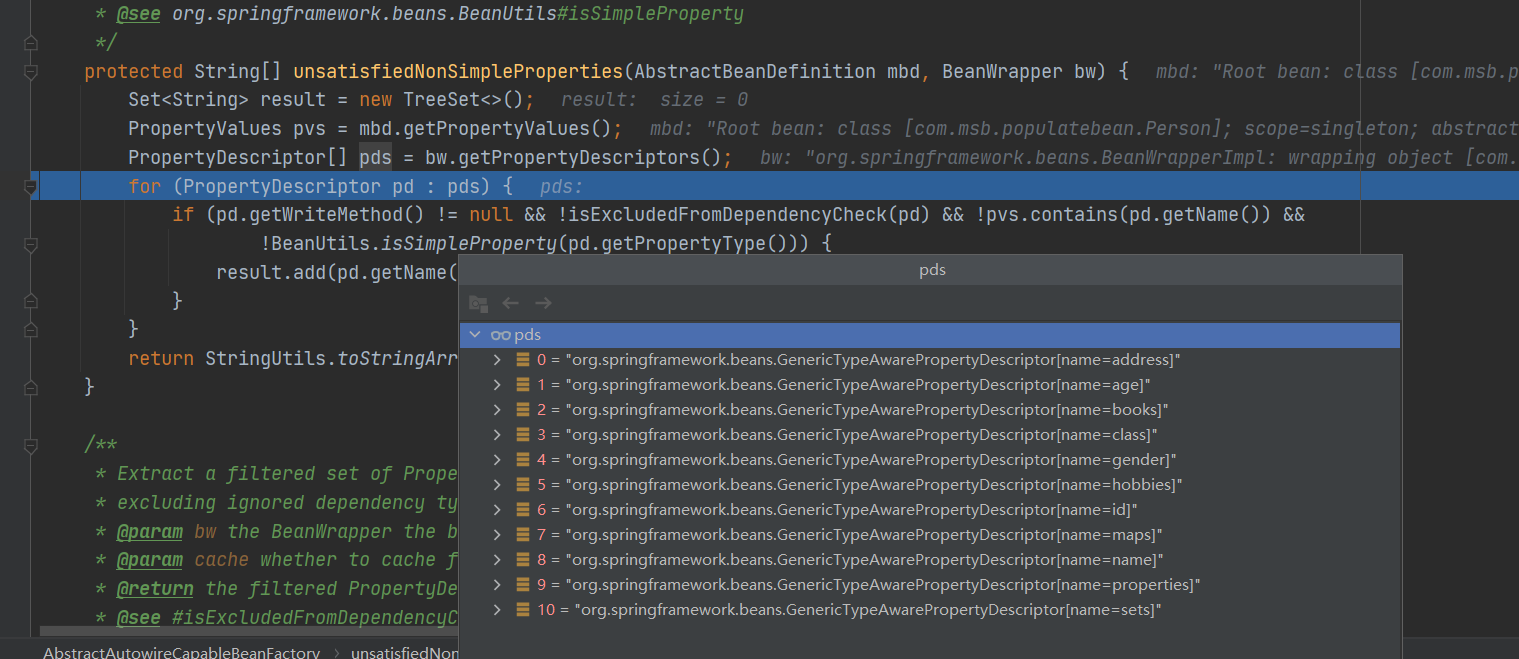 * @see org.springframework.beans.BeanUtils#isSimpleProperty
*/
protected String[] unsatisfiedNonSimpleProperties(AbstractBeanDefinition mbd, BeanWrapper bw) { mbd: "Root bean: class [com.msb.p
Set<String> result = new TreeSet<>(); result: size = 0
PropertyValues pvs = mbd.getPropertyValues(); mbd: "Root bean: class [com.msb.populatebean.Person]; scope=singleton; abstract
PropertyDescriptor[] pds = bw.getPropertyDescriptors(); bw: "org.springframework.beans.BeanWrapperImpl: wrapping object [com.
for (PropertyDescriptor pd : pds) { pds:
if (pd.getWriteMethod() != null && !isExcludedFromDependencyCheck(pd) && !pvs.contains(pd.getName()) &&
!BeanUtils.isSimpleProperty(pd.getPropertyType())) {
result.add(pd.getName(
}
}
return StringUtils.toStringArr
}
/**
* Extract a filtered set of Prope
* excluding ignored dependency ty
* @param bw the BeanWrapper the b
* @param cache whether to cache f
* @return the filtered PropertyDe
* @see #isExcludedFromDependencyC
pds
pds
0 = "org.springframework.beans.GenericTypeAwarePropertyDescriptor[name=address]"
1 = "org.springframework.beans.GenericTypeAwarePropertyDescriptor[name=age]"
2 = "org.springframework.beans.GenericTypeAwarePropertyDescriptor[name=books]"
3 = "org.springframework.beans.GenericTypeAwarePropertyDescriptor[name=class]"
4 = "org.springframework.beans.GenericTypeAwarePropertyDescriptor[name=gender]"
5 = "org.springframework.beans.GenericTypeAwarePropertyDescriptor[name=hobbies]"
6 = "org.springframework.beans.GenericTypeAwarePropertyDescriptor[name=id]"
7 = "org.springframework.beans.GenericTypeAwarePropertyDescriptor[name=maps]"
8 = "org.springframework.beans.GenericTypeAwarePropertyDescriptor[name=name]"
9 = "org.springframework.beans.GenericTypeAwarePropertyDescriptor[name=properties]"
10 = "org.springframework.beans.GenericTypeAwarePropertyDescriptor[name=sets]"
AbstractAutowireCapableBeanFactory > unsatisfiedNon